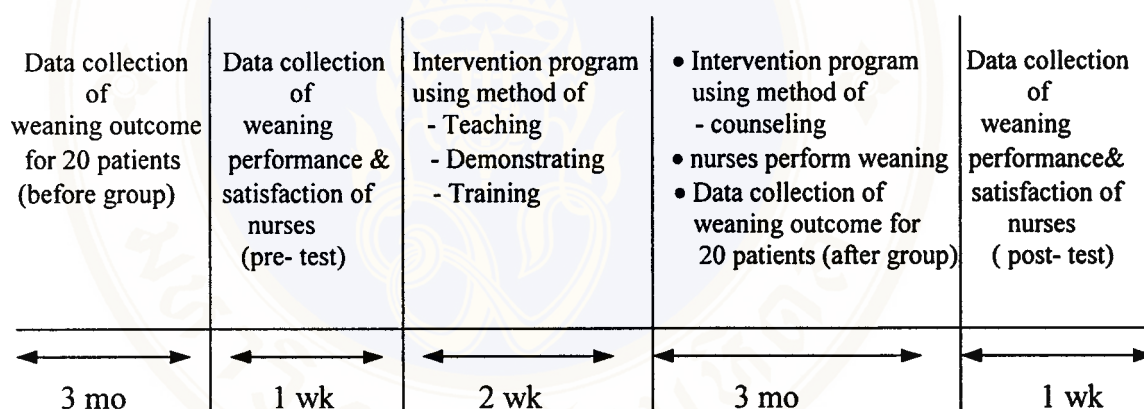 Data collection
of
weaning outcome
for 20 patients
(before group)
Data collection
of
weaning
performance &
satisfaction of
nurses
(pre- test)
Intervention program
using method of
- Teaching
- Demonstrating
- Training
• Intervention program
using method of
- counseling
• nurses perform weaning
• Data collection of
weaning outcome for
20 patients (after group)
Data collection
of
weaning
performance&
satisfaction of
nurses
( post- test)
3 mo
1 wk
2 wk
3 mo
1 wk